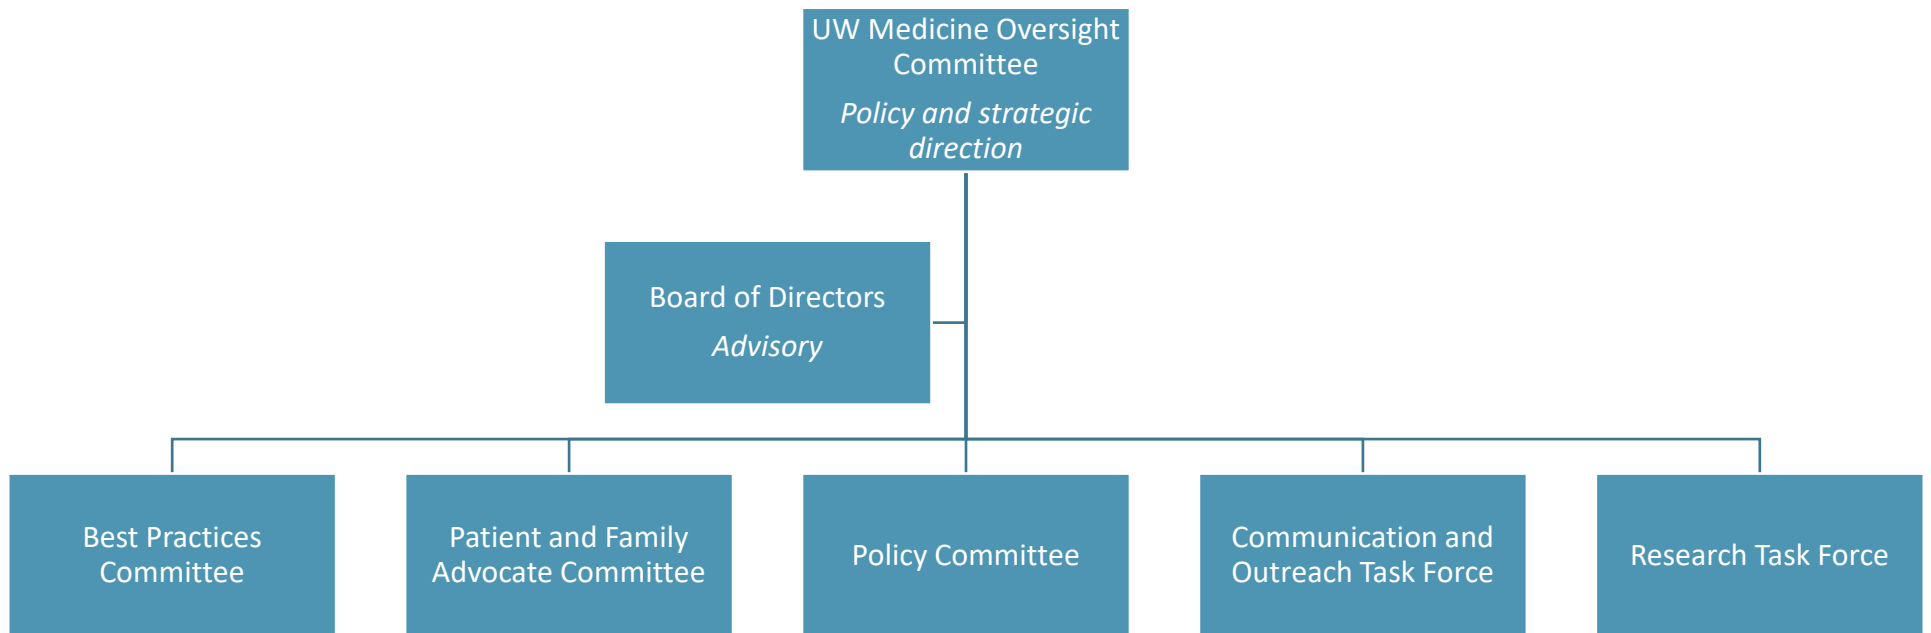 UW Medicine Oversight
Committee
Policy and strategic
direction
Board of Directors
Advisory
Best Practices
Committee
Patient and Family
Advocate Committee
Policy Committee
Communication and
Outreach Task Force
Research Task Force